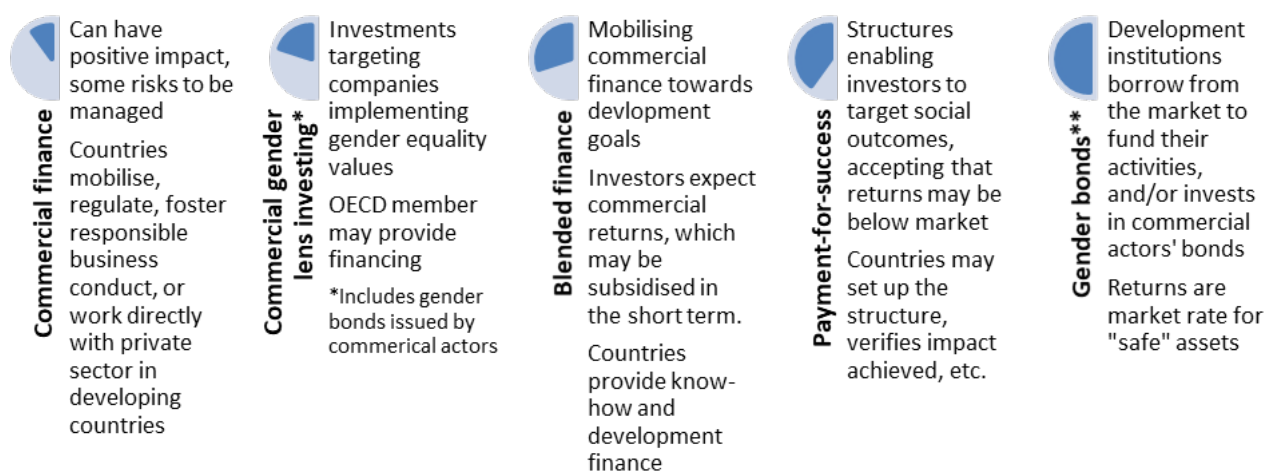 Commercial finance
Can have
positive impact,
some risks to be
managed
Countries
mobilise,
regulate, foster
responsible
business
conduct, or
work directly
with private
sector in
developing
countries
Commercial gender
lens investing*
Investments
targeting
companies
implementing
gender equality
values
OECD member
may provide
financing
*Includes gender
bonds issued by
commerical actors
Blended finance
Mobilising
commercial
finance towards
devlopment
goals
Investors expect
commercial
returns, which
may be
subsidised in
the short term.
Countries
provide know-
how and
development
finance
Payment-for-success
Structures
enabling
investors to
target social
outcomes,
accepting that
returns may be
below market
Countries may
set up the
structure,
verifies impact
achieved, etc.
Gender bonds**
Development
institutions
borrow from
the market to
fund their
activities,
and/or invests
in commercial
actors' bonds
Returns are
market rate for
"safe" assets